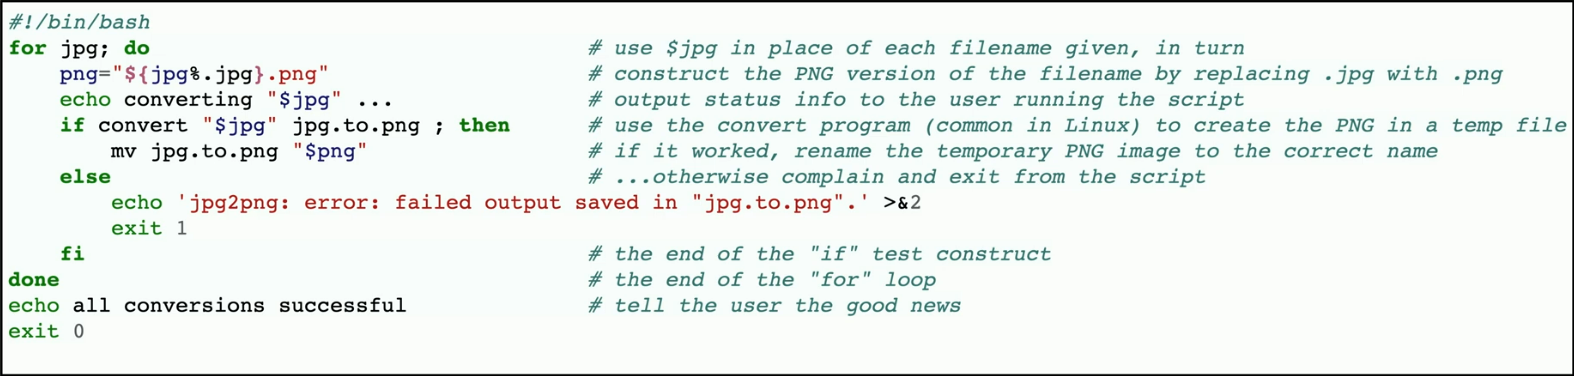 #!/bin/bash
for jpg; do                                  # use $jpg in place of each filename given, in turn
    png="${jpg%.jpg}.png"                    # construct the PNG version of the filename by replacing .jpg with .png
    echo converting "$jpg" ...               # output status info to the user running the script
    if convert "$jpg" jpg.to.png ; then      # use the convert program (common in Linux) to create the PNG in a temp file
        mv jpg.to.png "$png"                 # if it worked, rename the temporary PNG image to the correct name
    else                                     # ...otherwise complain and exit from the script
        echo 'jpg2png: error: failed output saved in "jpg.to.png".' >&2
        exit 1
    fi                                       # the end of the "if" test construct
done                                         # the end of the "for" loop
echo all conversions successful              # tell the user the good news
exit 0